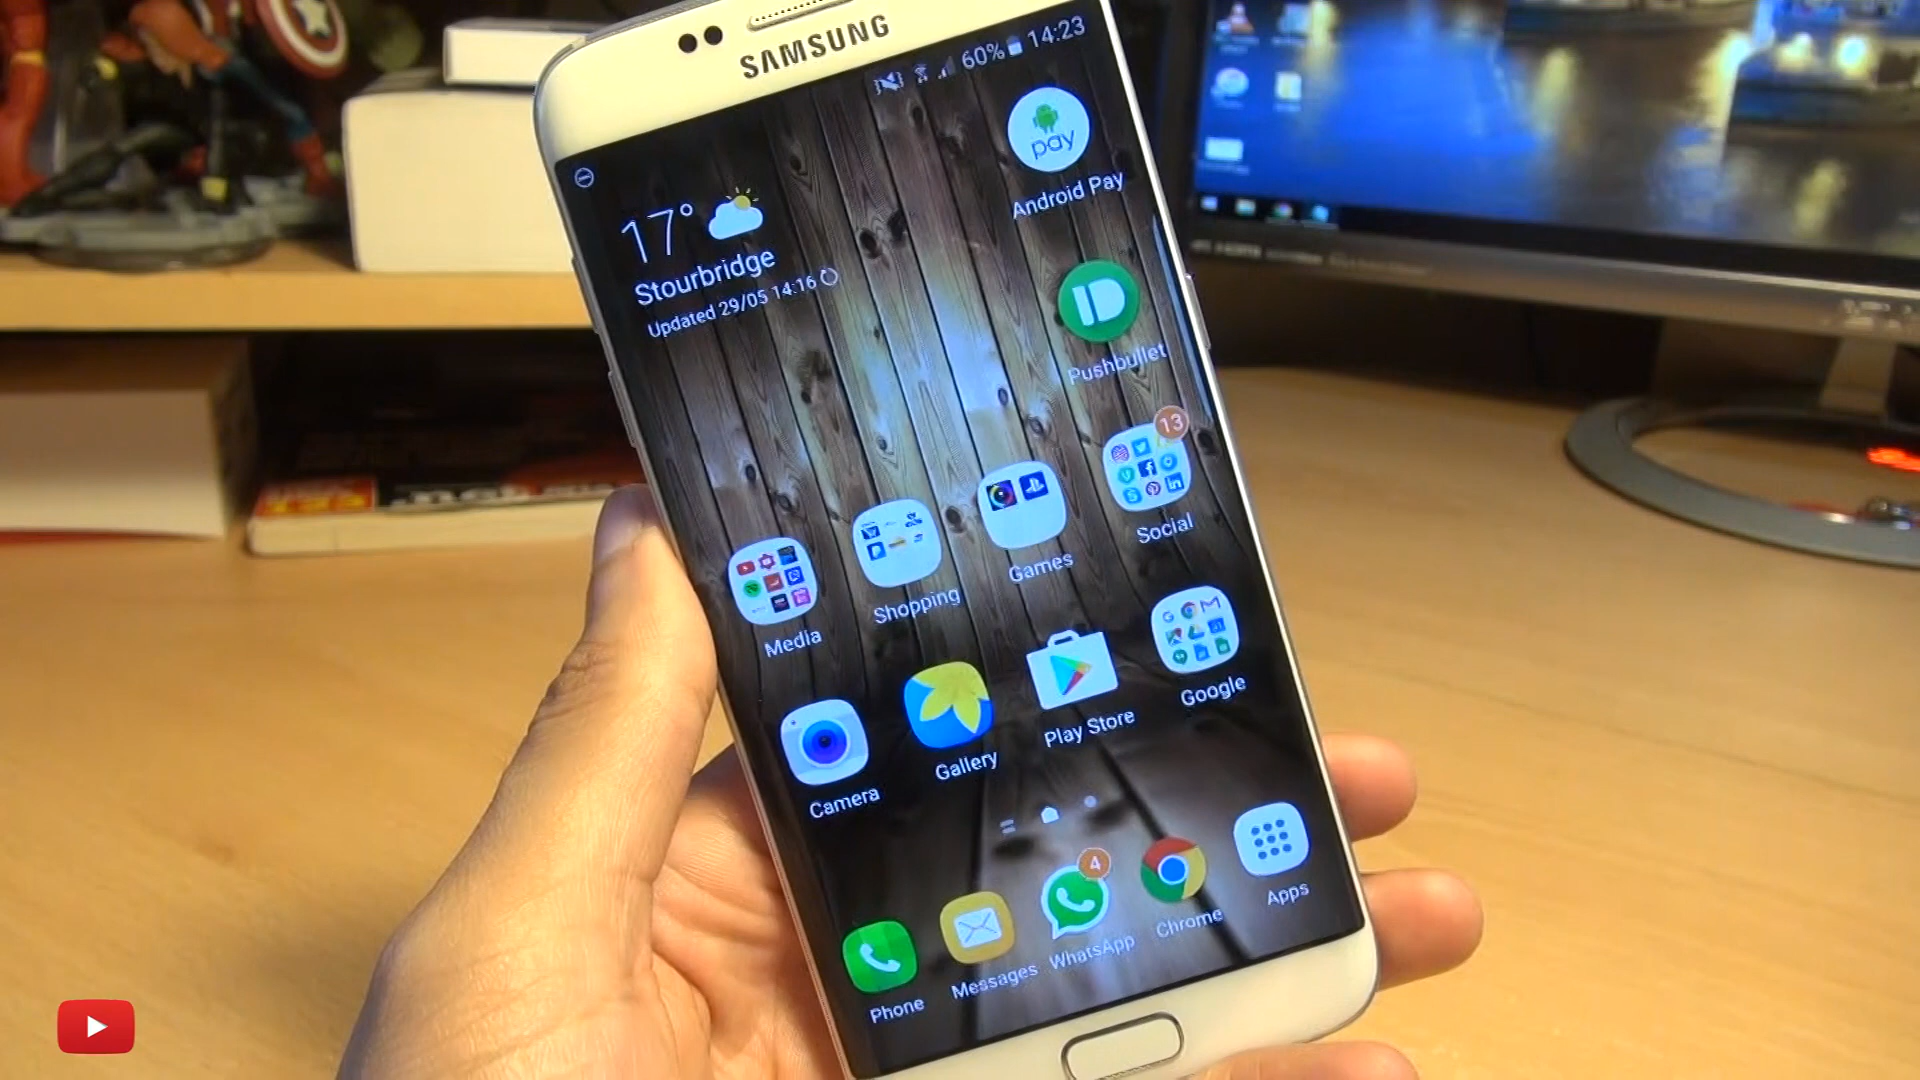 SAMSUNG
60% 14:23
17°
Stourbridge
Updated 29/05 14:16
pay
Android Pay
Pushbullet
13
Media
Shopping
Games
Social
Camera
Gallery
Play Store
Google
4
Phone
Messages
WhatsApp
Chrome
Apps